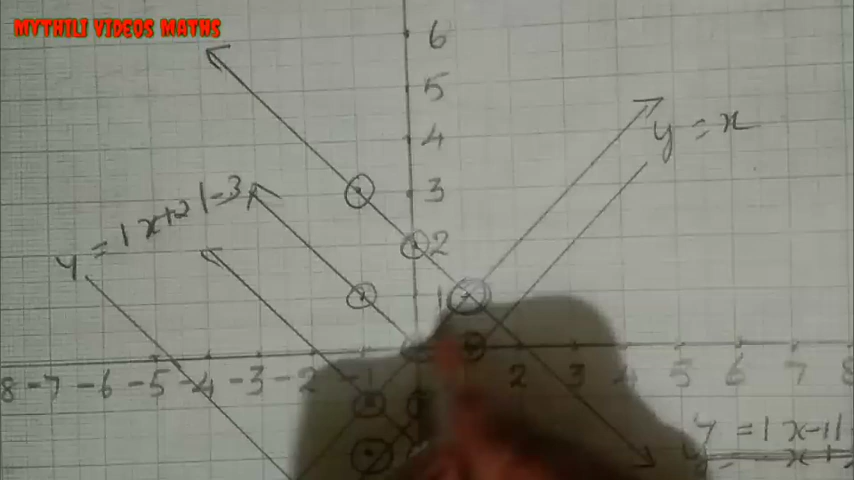 MYTHILI VIDEOS MATHS
6
5
4
3
2
1
y = x
y = |x+2|-3
8 -7 -6 -5 -4 -3 -2 -1 2 3 4 5 6 7 8
y = |x-1|